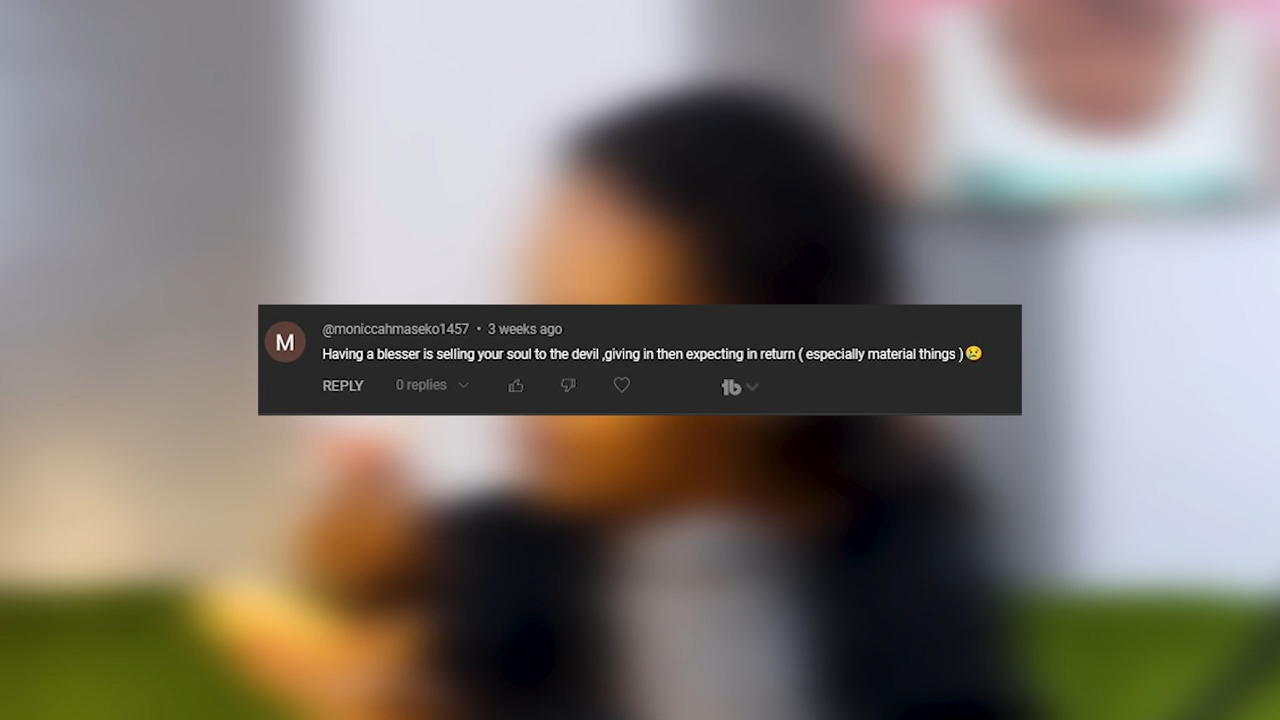 M
@moniccahmaseko1457 • 3 weeks ago
Having a blesser is selling your soul to the devil ,giving in then expecting in return ( especially material things )😢
REPLY 0 replies tb